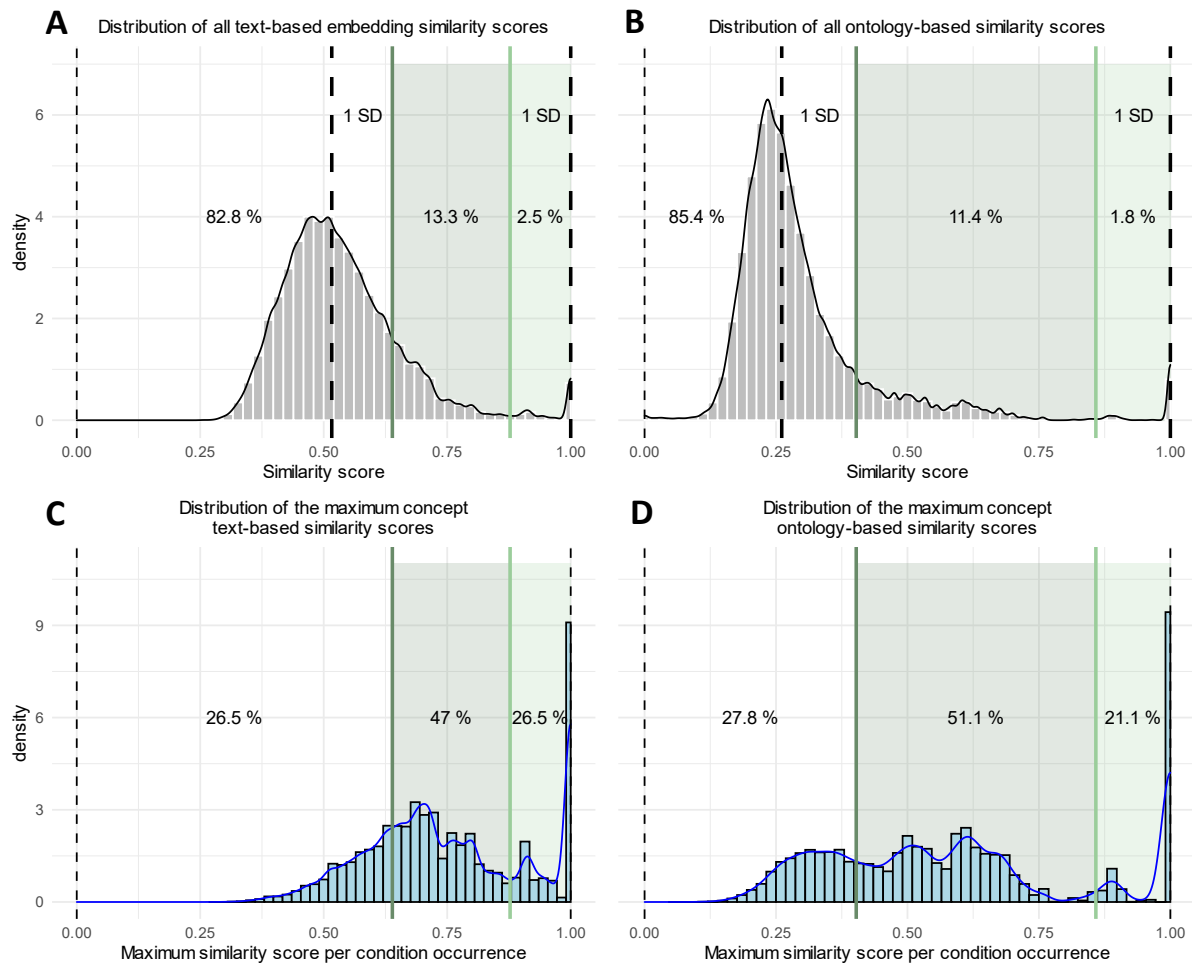 A
Distribution of all text-based embedding similarity scores
1 SD
1 SD
82.8 %
13.3 %
2.5 %
density
6
4
2
0
0.00
0.25
0.50
0.75
1.00
Similarity score
B
Distribution of all ontology-based similarity scores
1 SD
1 SD
85.4 %
11.4 %
1.8 %
0.00
0.25
0.50
0.75
1.00
Similarity score
C
Distribution of the maximum concept
text-based similarity scores
26.5 %
47 %
26.5 %
density
9
6
3
0
0.00
0.25
0.50
0.75
1.00
Maximum similarity score per condition occurrence
D
Distribution of the maximum concept
ontology-based similarity scores
27.8 %
51.1 %
21.1 %
0.00
0.25
0.50
0.75
1.00
Maximum similarity score per condition occurrence